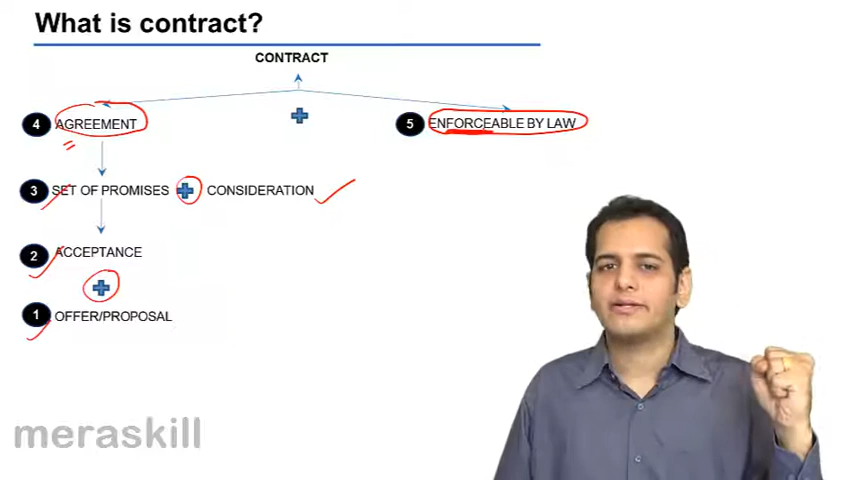 What is contract?
CONTRACT
4 AGREEMENT
5 ENFORCEABLE BY LAW
3 SET OF PROMISES CONSIDERATION
2 ACCEPTANCE
1 OFFER/PROPOSAL
meraskill